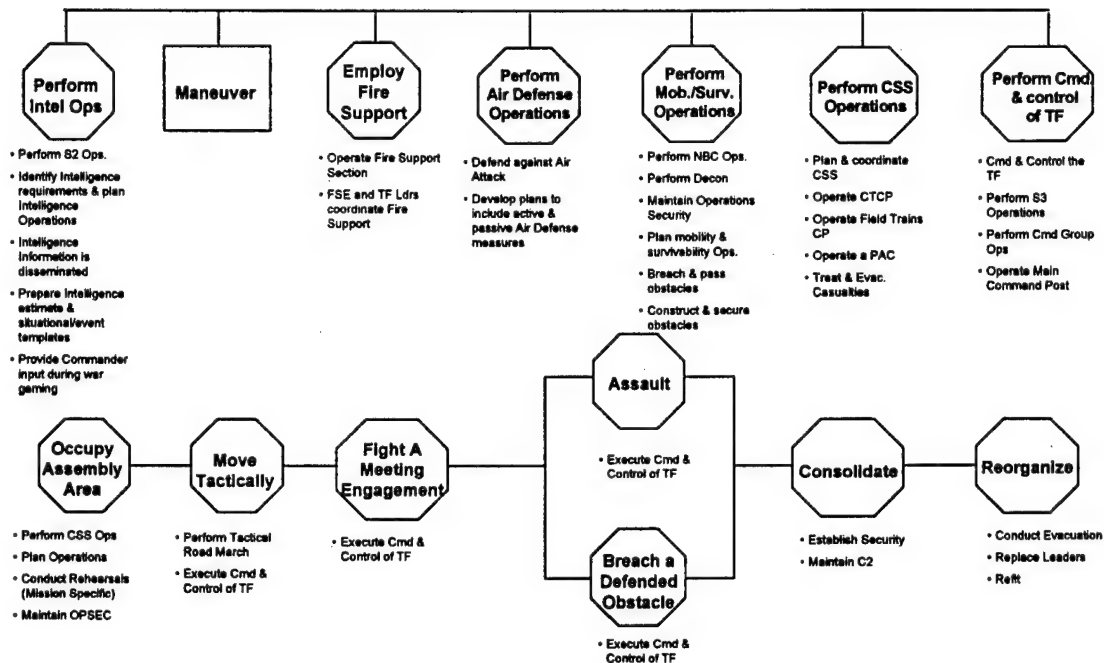 Perform
Intel Ops
Maneuver
Employ
Fire
Support
Perform
Air Defense
Operations
Perform
Mob./Surv.
Operations
Perform CSS
Operations
Perform Cmd.
& control
of TF
• Perform S2 Ops.
• Identify Intelligence
requirements & plan
Intelligence
Operations
• Intelligence
Information is
disseminated
• Prepare Intelligence
estimate &
situational/event
templates
• Provide Commander
input during war
gaming
• Operate Fire Support
Section
• FSE and TF Ldrs
coordinate Fire
Support
• Defend against Air
Attack
• Develop plans to
include active &
passive Air Defense
measures
• Perform NBC Ops.
• Perform Decon
• Maintain Operations
Security
• Plan mobility &
survivability Ops.
• Breach & pass
obstacles
• Construct & secure
obstacles
• Plan & coordinate
CSS
• Operate CTCP
• Operate Field Trains
CP
• Operate a PAC
• Treat & Evac.
Casualties
• Cmd & Control the
TF
• Perform S3
Operations
• Perform Cmd Group
Ops
• Operate Main
Command Post
Occupy
Assembly
Area
Move
Tactically
Fight A
Meeting
Engagement
Assault
• Execute Cmd &
Control of TF
Breach a
Defended
Obstacle
• Execute Cmd &
Control of TF
Consolidate
Reorganize
• Perform CSS Ops
• Plan Operations
• Conduct Rehearsals
(Mission Specific)
• Maintain OPSEC
• Perform Tactical
Road March
• Execute Cmd &
Control of TF
• Execute Cmd &
Control of TF
• Establish Security
• Maintain C2
• Conduct Evacuation
• Replace Leaders
• Refit